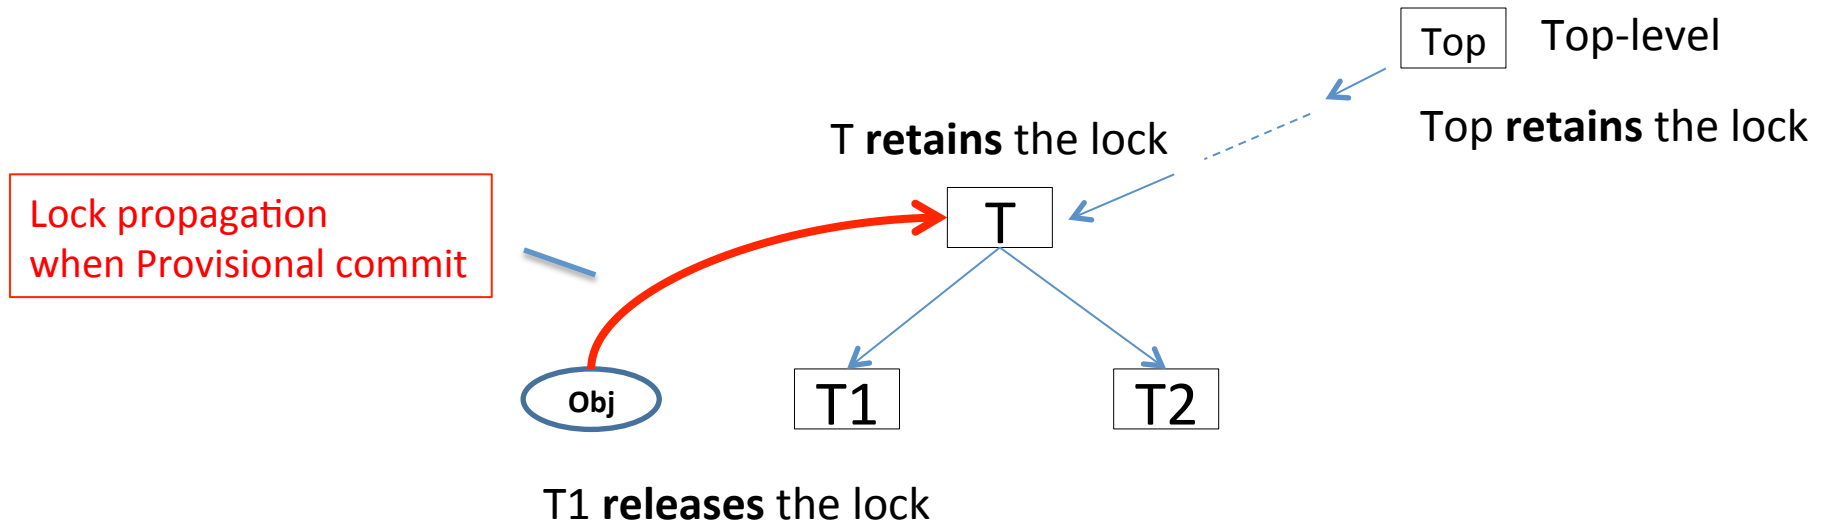 Top
Top-level
Top retains the lock
T retains the lock
Lock propagation
when Provisional commit
T
Obj
T1
T2
T1 releases the lock